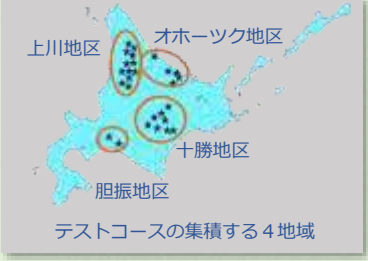 オホーツク地区
上川地区
十勝地区
胆振地区
テストコースの集積する４地域